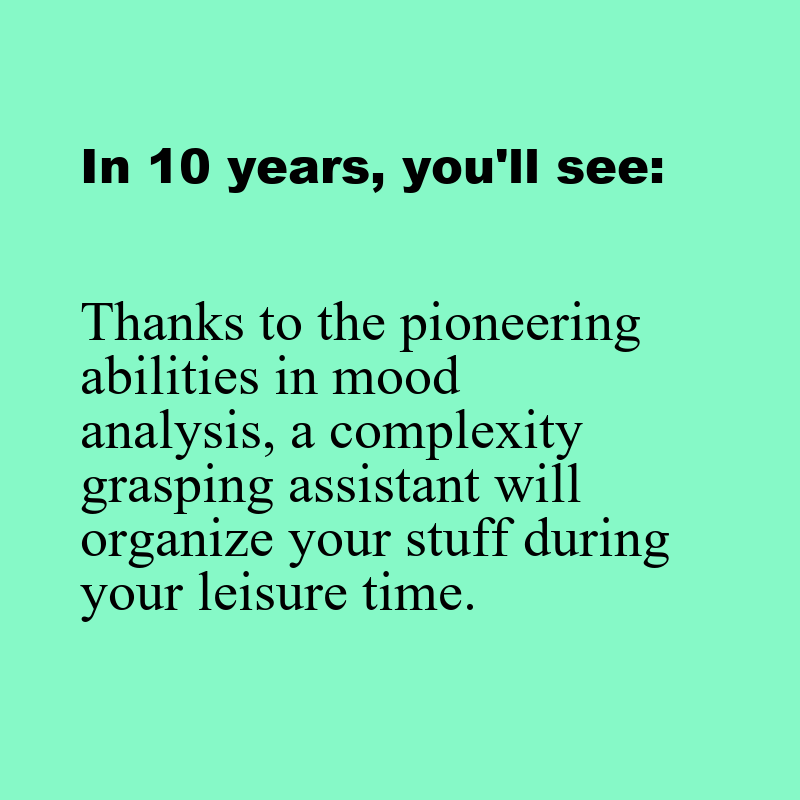 In 10 years, you'll see:
Thanks to the pioneering
abilities in mood
analysis, a complexity
grasping assistant will
organize your stuff during
your leisure time.